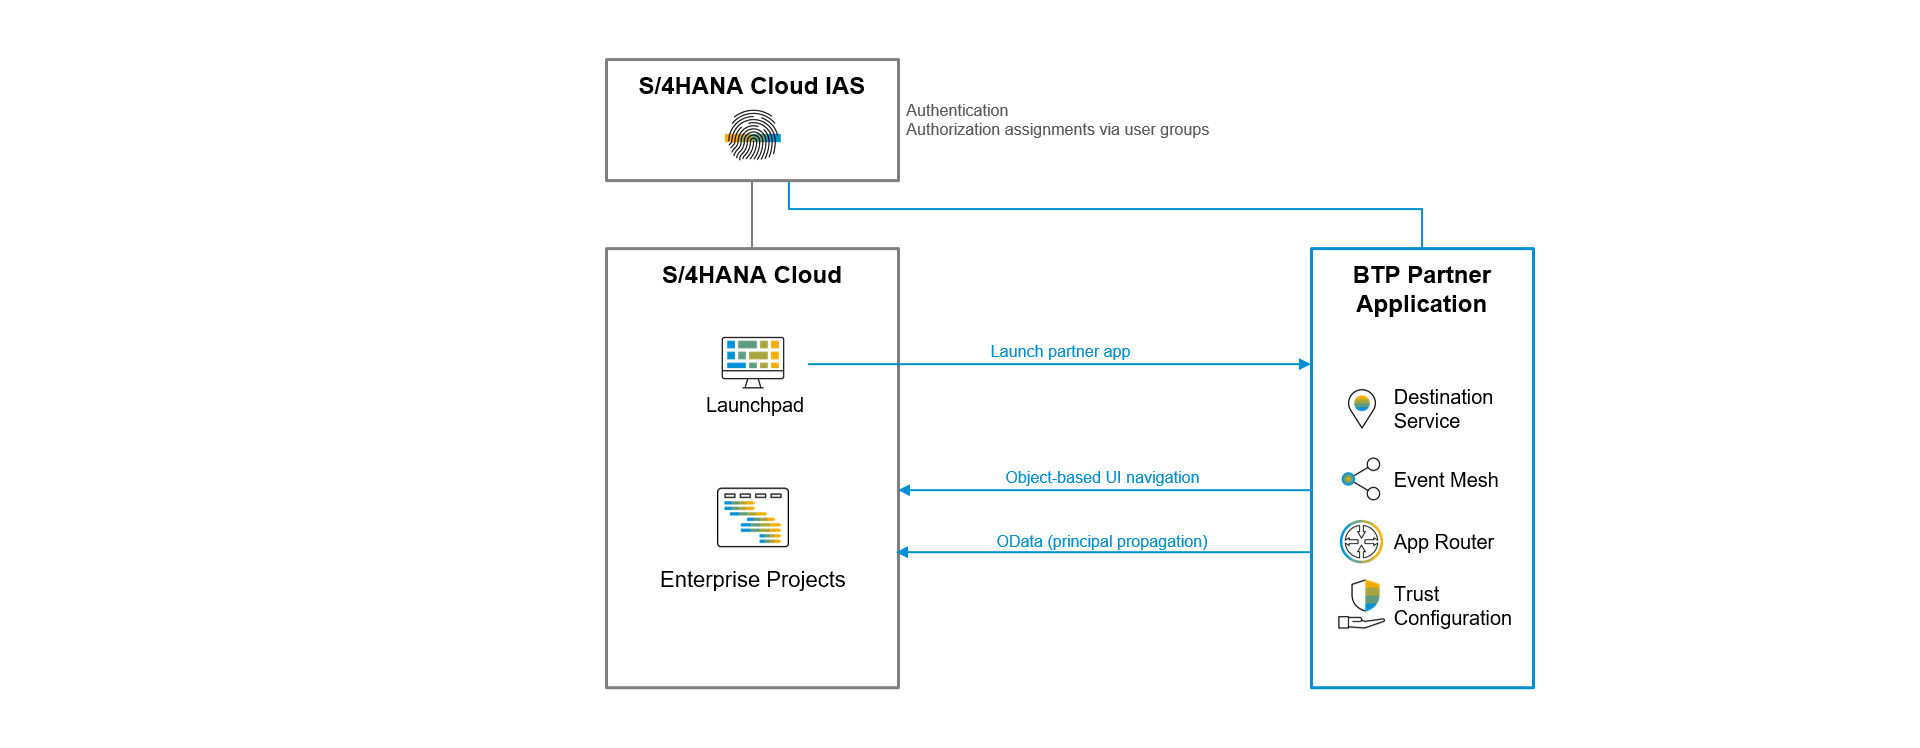 S/4HANA Cloud IAS
Authentication
Authorization assignments via user groups
S/4HANA Cloud
Launchpad
Enterprise Projects
Launch partner app
Object-based UI navigation
OData (principal propagation)
BTP Partner
Application
Destination
Service
Event Mesh
App Router
Trust
Configuration